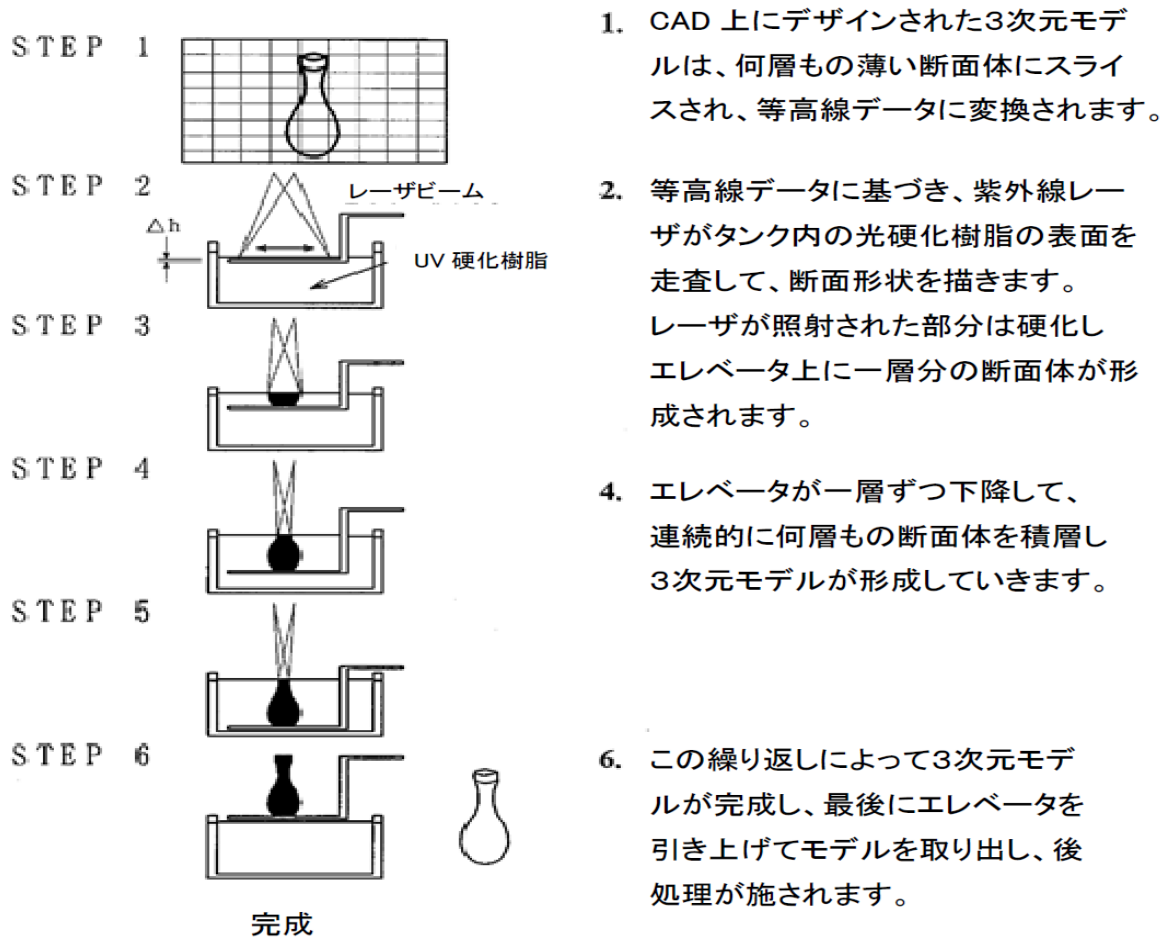 STEP 1
1. CAD 上にデザインされた３次元モデ
ルは、何層もの薄い断面体にスライ
スされ、等高線データに変換されます。
STEP 2
レーザビーム
△h
UV 硬化樹脂
2. 等高線データに基づき、紫外線レー
ザがタンク内の光硬化樹脂の表面を
走査して、断面形状を描きます。
レーザが照射された部分は硬化し
エレベータ上に一層分の断面体が形
成されます。
STEP 3
STEP 4
4. エレベータが一層ずつ下降して、
連続的に何層もの断面体を積層し
３次元モデルが形成していきます。
STEP 5
STEP 6
6. この繰り返しによって３次元モデ
ルが完成し、最後にエレベータを
引き上げてモデルを取り出し、後
処理が施されます。
完成